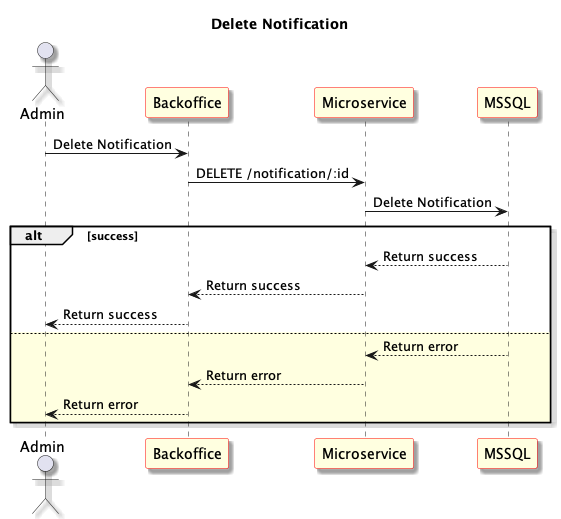 Delete Notification
Admin
Backoffice
Microservice
MSSQL
Delete Notification
DELETE /notification/:id
Delete Notification
alt [success]
Return success
Return success
Return success
Return error
Return error
Return error
Admin
Backoffice
Microservice
MSSQL